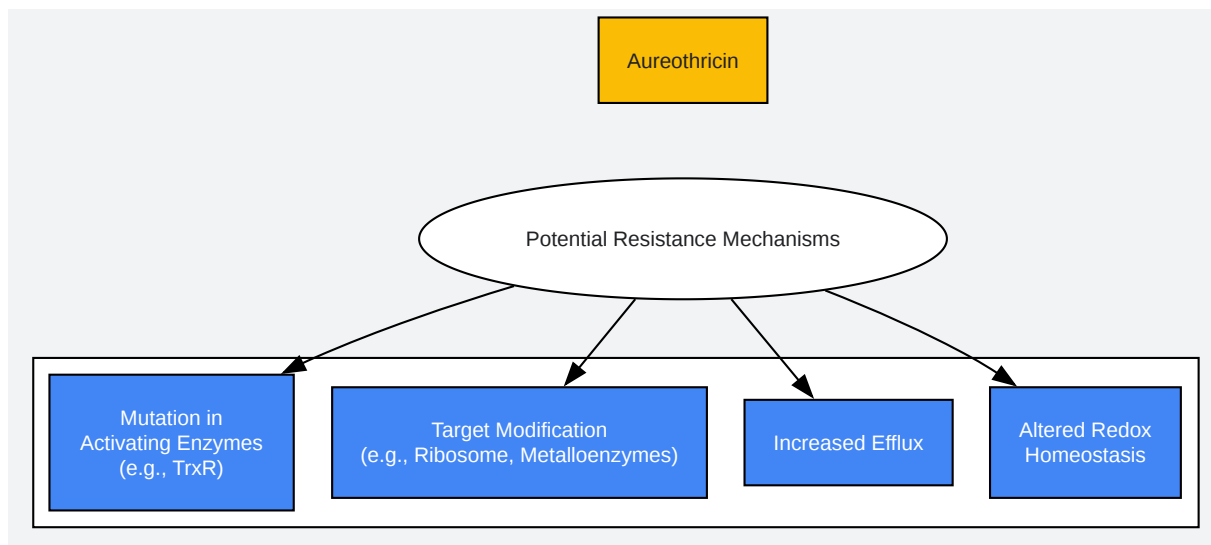 Aureothricin
Potential Resistance Mechanisms
Mutation in
Activating Enzymes
(e.g., TrxR)
Target Modification
(e.g., Ribosome, Metalloenzymes)
Increased Efflux
Altered Redox
Homeostasis